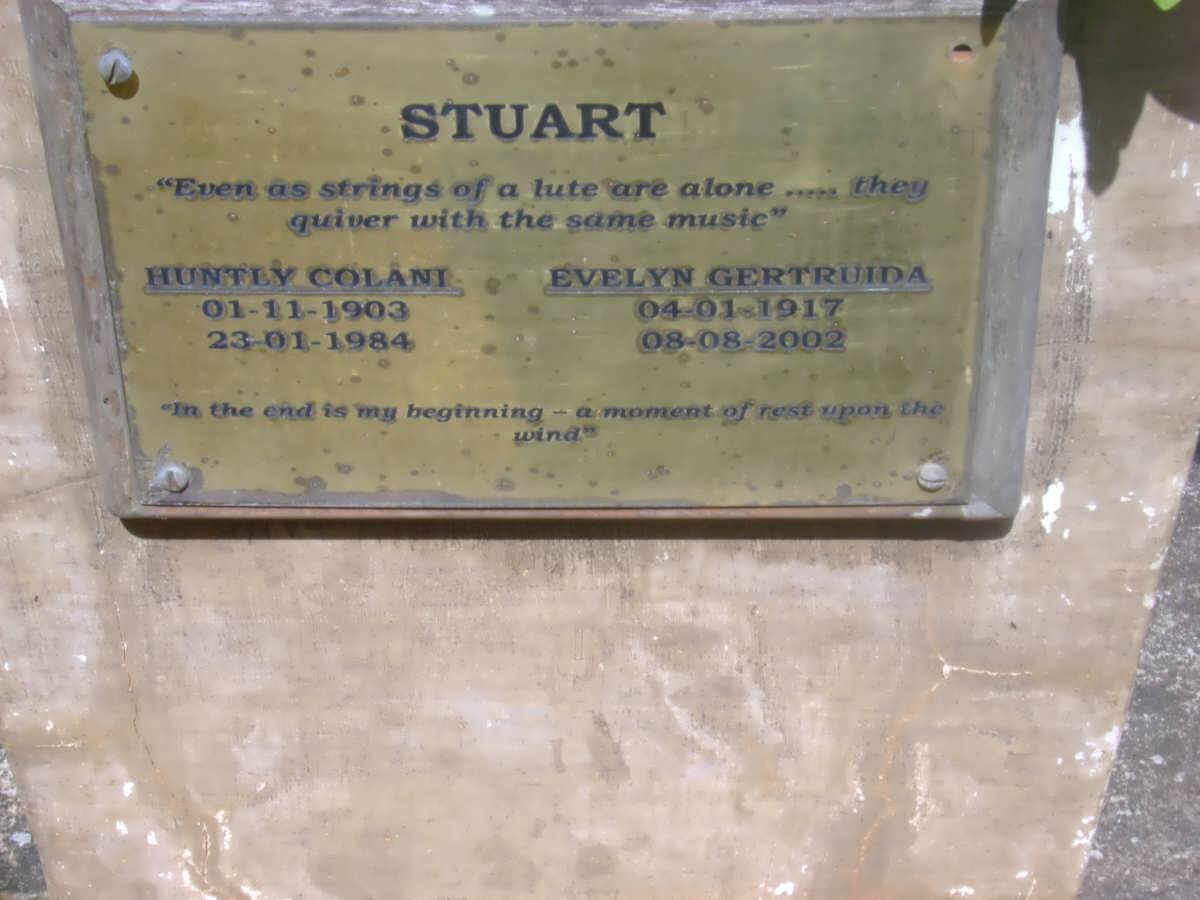 STUART
"Even as strings of a lute are alone ..... they
quiver with the same music"
HUNTLY COLANI EVELYN GERTRUIDA
01-11-1903 04-01-1917
23-01-1984 08-08-2002
"In the end is my beginning - a moment of rest upon the
wind"